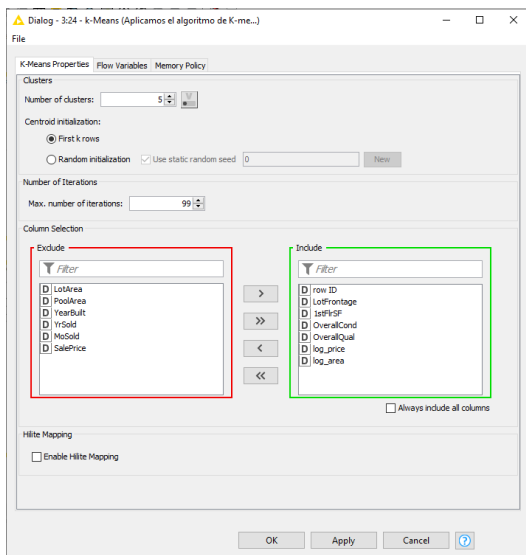 Dialog - 3:24 - k-Means (Aplicamos el algoritmo de K-me...)
File
K-Means Properties Flow Variables Memory Policy
Clusters
Number of clusters: 5
Centroid initialization:
First k rows
Random initialization Use static random seed 0 New
Number of Iterations
Max. number of iterations: 99
Column Selection
Exclude
Filter
D LotArea
D PoolArea
D YearBuilt
D YrSold
D MoSold
D SalePrice
>
>>
<
<<
Include
Filter
D row ID
D LotFrontage
D 1stFlrSF
D OverallCond
D OverallQual
D log_price
D log_area
Always include all columns
Hilite Mapping
Enable Hilite Mapping
OK Apply Cancel ?